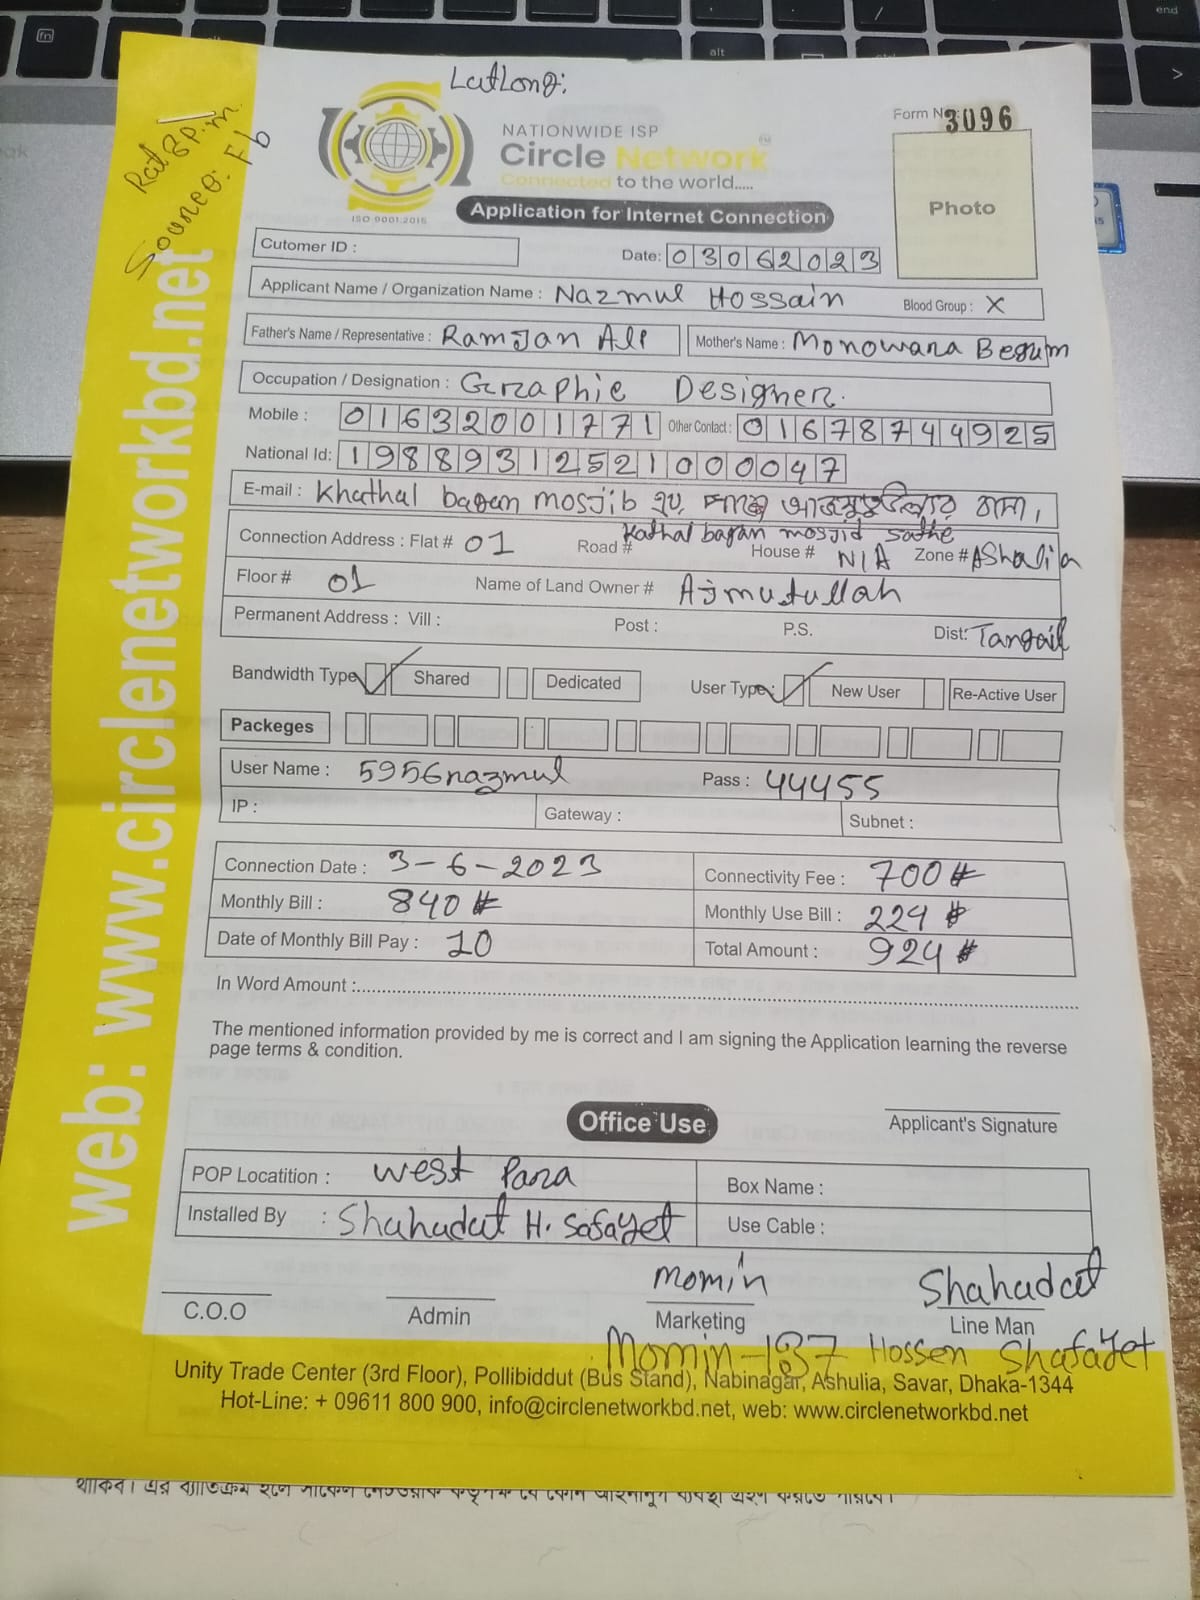 LatLong:
Form No: 3096
Source: Fb
NATIONWIDE ISP
Circle Network
Connected to the world.....
ISO 9001:2015
Application for Internet Connection
Photo
Cutomer ID :
Date: 03062023
Applicant Name / Organization Name : Nazmul Hossain Blood Group : X
Father's Name / Representative : Ramjan Ali Mother's Name : Monowara Begum
Occupation / Designation : Graphic Designer.
Mobile : 01632001771 Other Contact : 01678744925
National Id: 19889312521000047
E-mail : Khathal bagan mosjib
Kathal bagan mosjid sathe
Connection Address : Flat # 01 Road # House # N/A Zone # AShalia
Floor # 01 Name of Land Owner # Ajmutullah
Permanent Address : Vill : Post : P.S. Dist: Tangail
Bandwidth Type Shared Dedicated User Type: New User Re-Active User
Packeges
User Name : 5956nazmul Pass : 44455
IP : Gateway : Subnet :
Connection Date : 3-6-2023 Connectivity Fee : 700#
Monthly Bill : 840# Monthly Use Bill : 224#
Date of Monthly Bill Pay : 10 Total Amount : 924#
In Word Amount :
The mentioned information provided by me is correct and I am signing the Application learning the reverse
page terms & condition.
Office Use
Applicant's Signature
POP Locatition : West Para Box Name :
Installed By : Shahadat H. Safayet Use Cable :
Momin Shahadat
C.O.O Admin Marketing Line Man
Momin-137 Hossen Shafayet
Unity Trade Center (3rd Floor), Pollibiddut (Bus Stand), Nabinagar, Ashulia, Savar, Dhaka-1344
Hot-Line: + 09611 800 900, info@circlenetworkbd.net, web: www.circlenetworkbd.net
web: www.circlenetworkbd.net